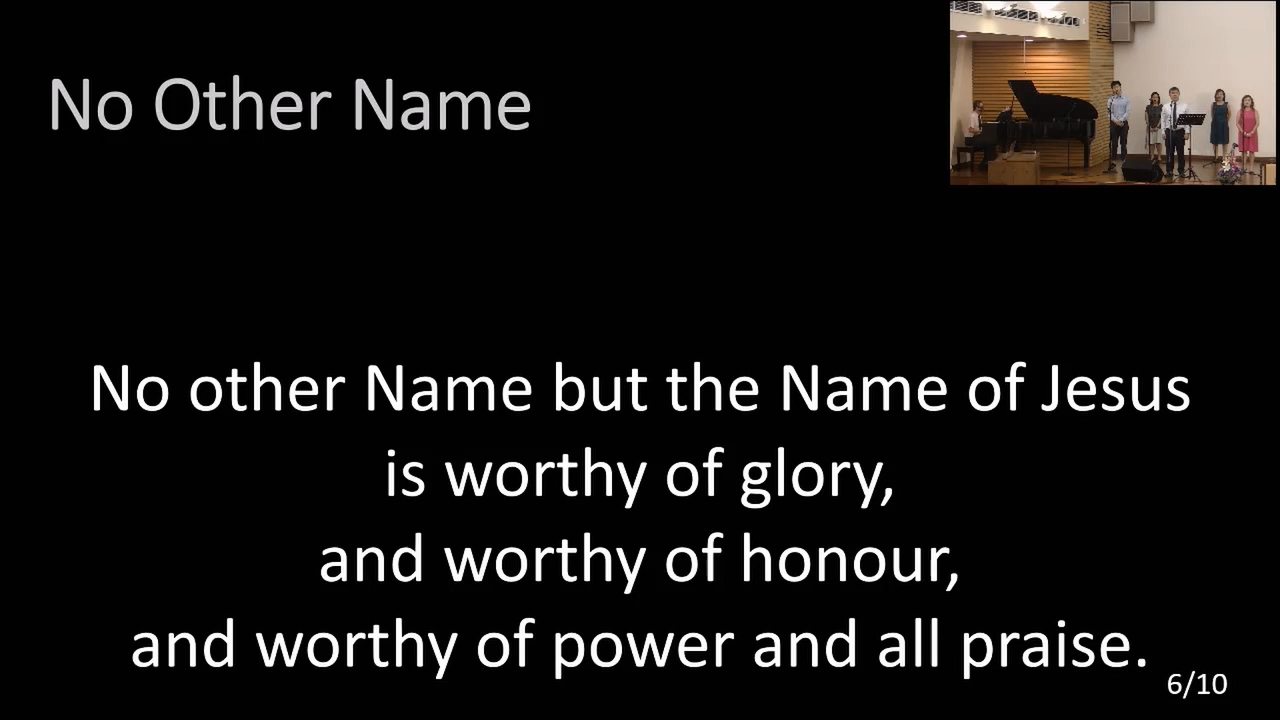 No Other Name
No other Name but the Name of Jesus
is worthy of glory,
and worthy of honour,
and worthy of power and all praise.
6/10